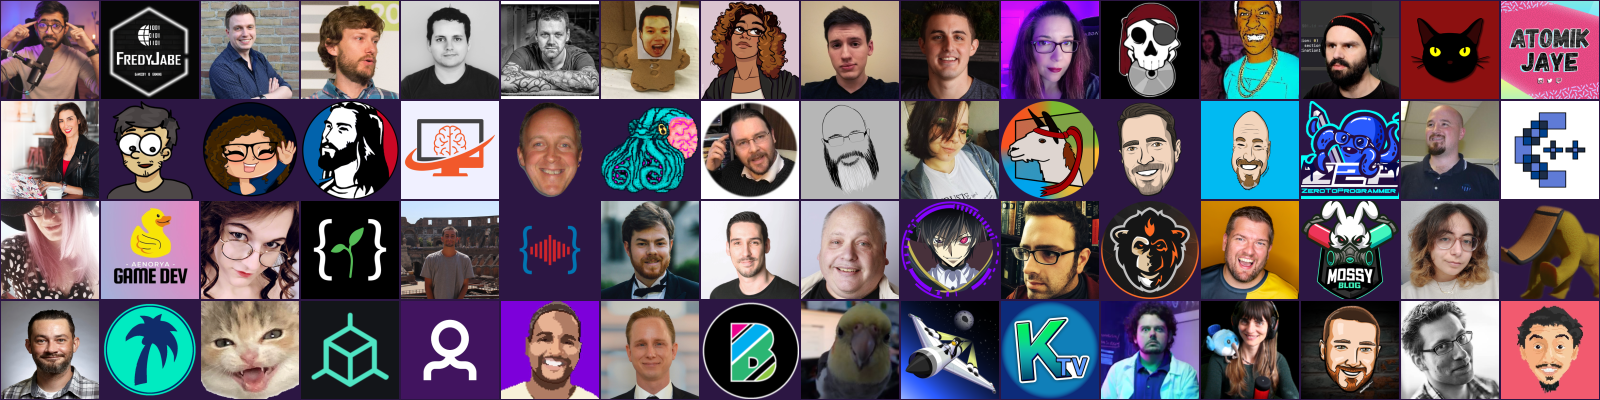 FREDYJABE
ATOMIK
JAYE
ZEROTOPROGRAMMER
++
- AENORYA -
GAME DEV
{ }
{ }
MOSSY
BLOG
B
K
TV